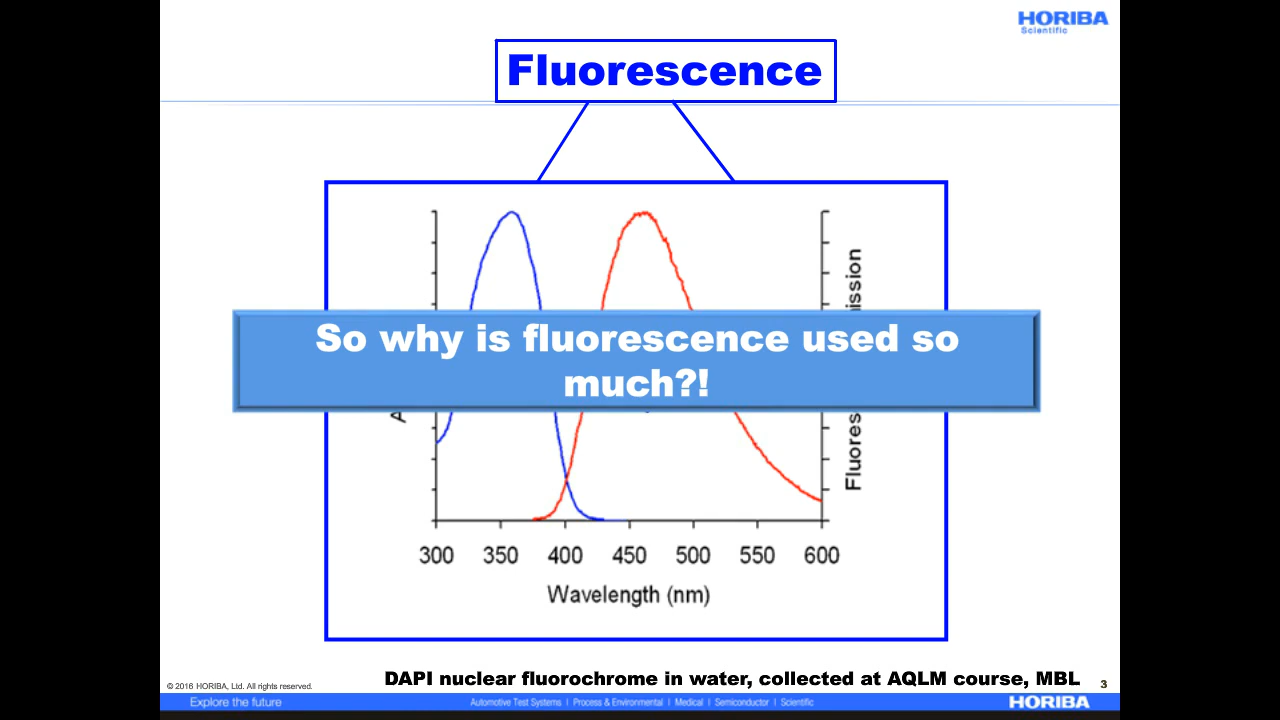 HORIBA
Scientific
Fluorescence
So why is fluorescence used so
much?!
300 350 400 450 500 550 600
Wavelength (nm)
DAPI nuclear fluorochrome in water, collected at AQLM course, MBL
© 2016 HORIBA, Ltd. All rights reserved.
3
Explore the future
Automotive Test Systems | Process & Environmental | Medical | Semiconductor | Scientific
HORIBA